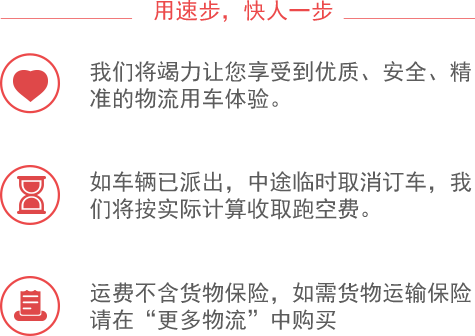 用速步，快人一步
我们将竭力让您享受到优质、安全、精
准的物流用车体验。
如车辆已派出，中途临时取消订车，我
们将按实际计算收取跑空费。
运费不含货物保险，如需货物运输保险
请在“更多物流”中购买